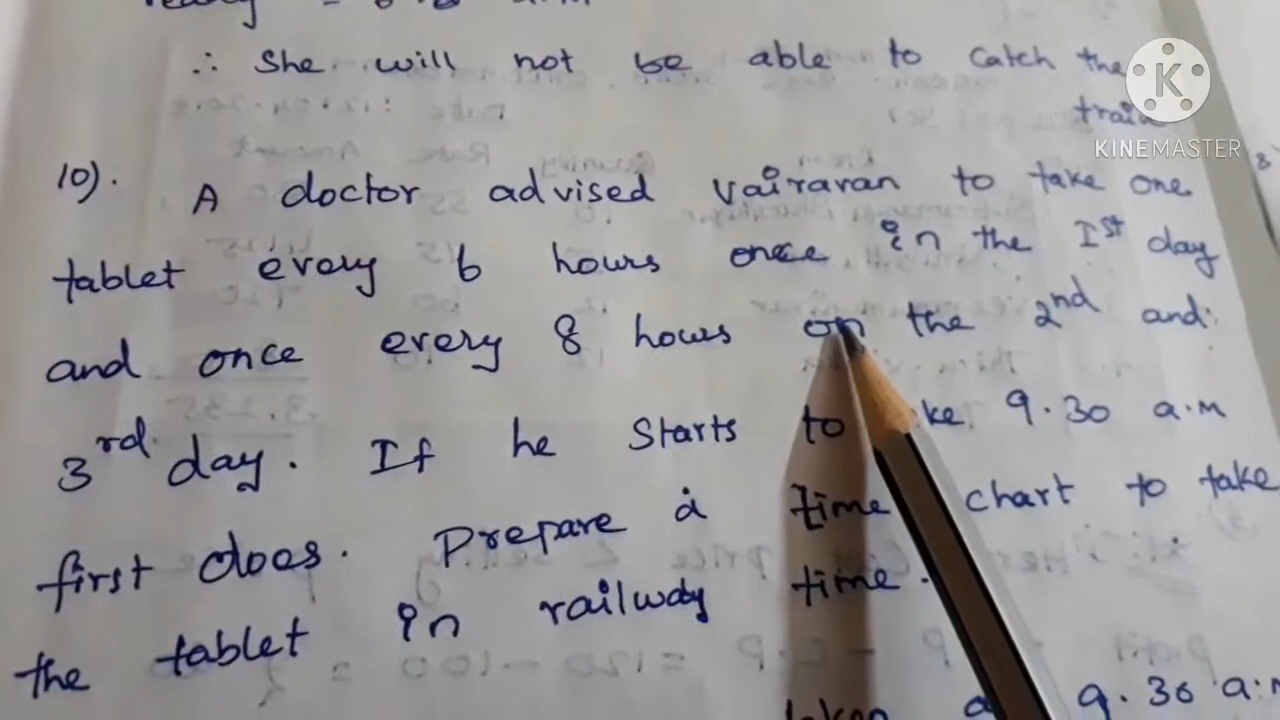 ∴ She will not be able to catch the
train
KINEMASTER
10). A doctor advised Vairavan to take one
tablet every 6 hours once in the Ist day
and once every 8 hours on the 2nd and
3rd day. If he starts to 9.30 a.m
first does. Prepare a time chart to take
the tablet in railway time.
9.30 a.m